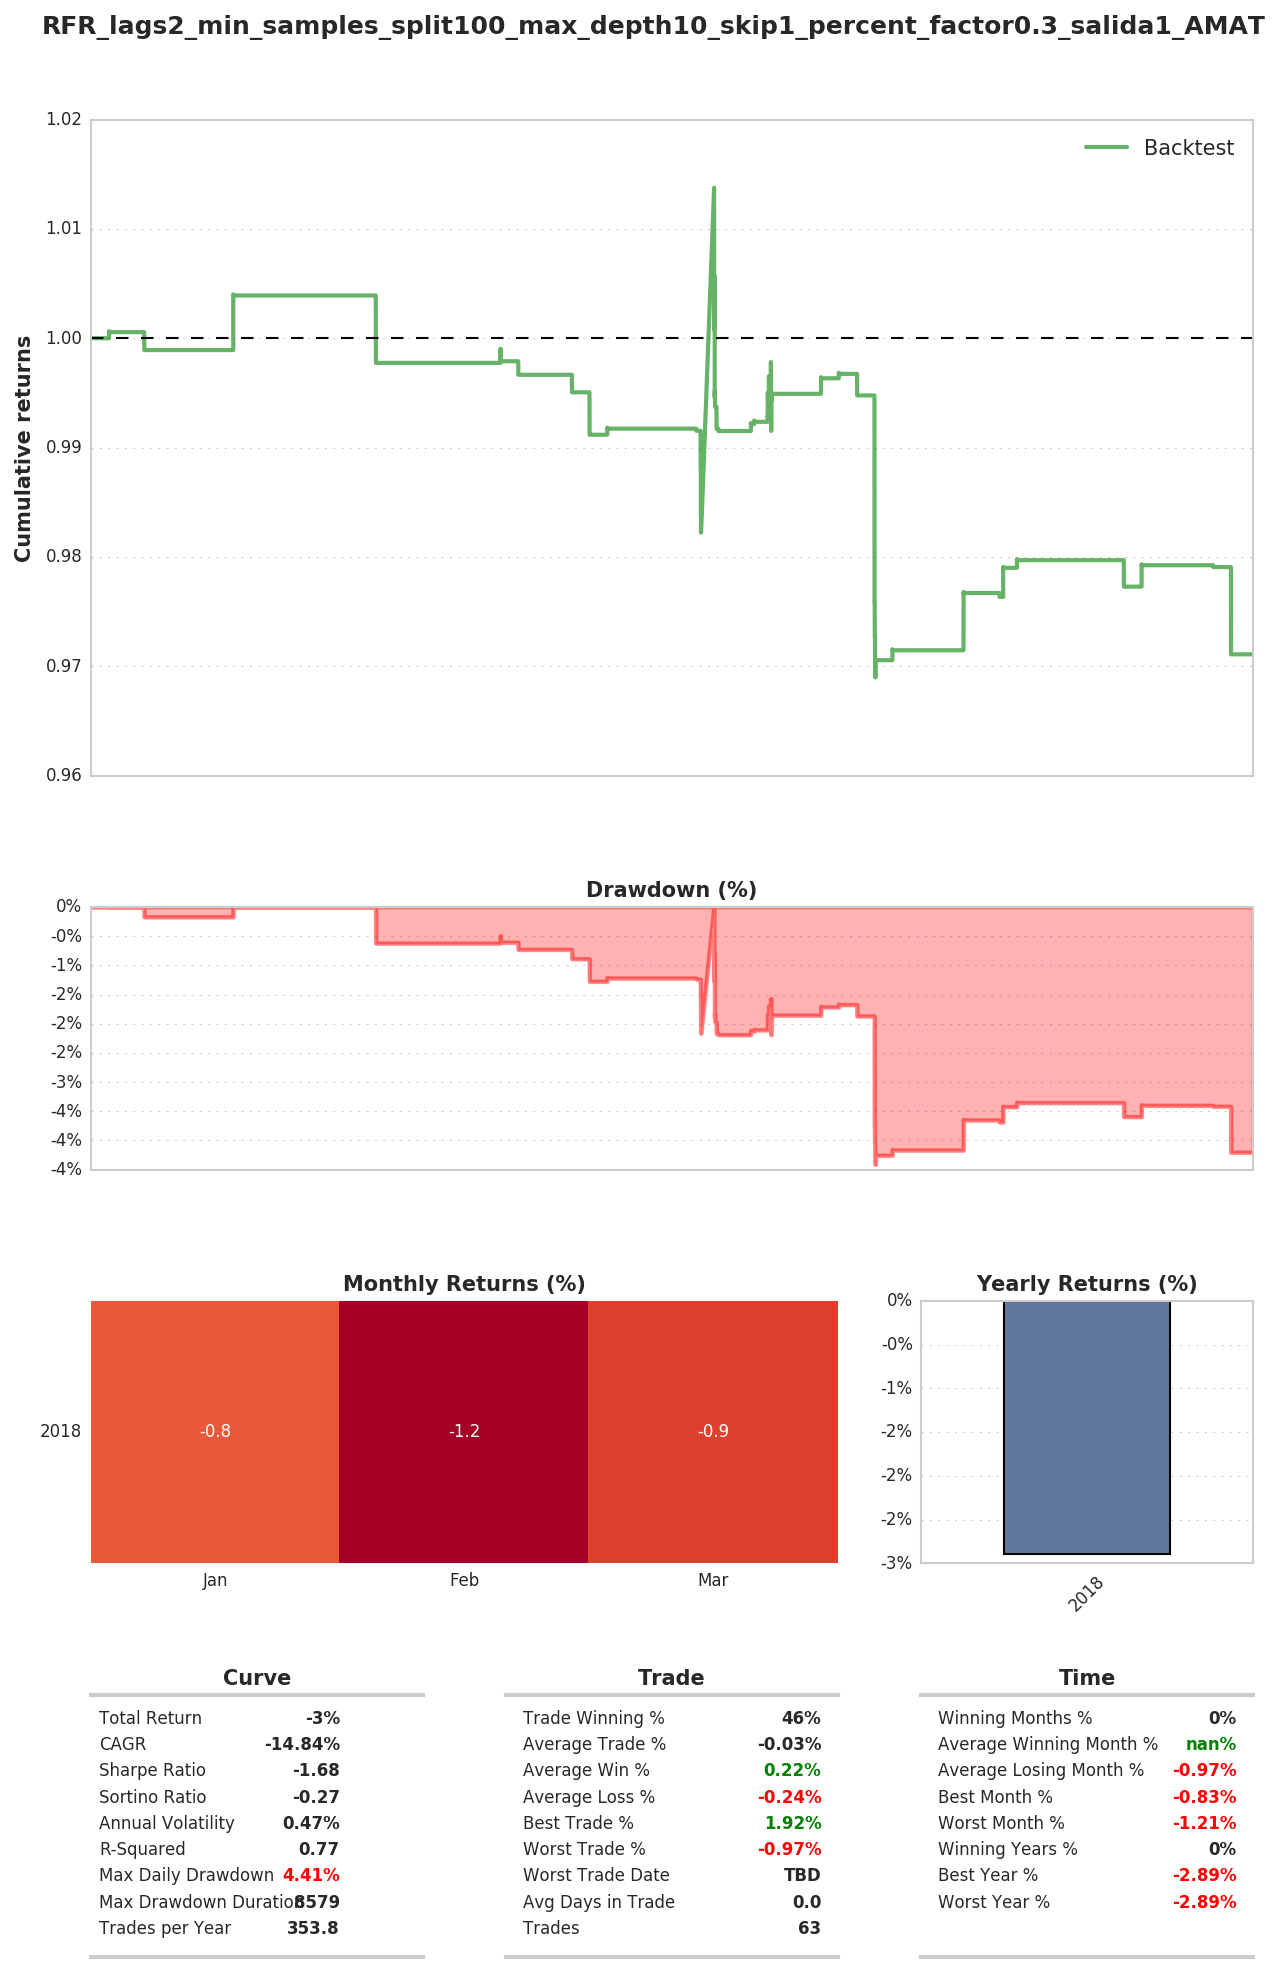 RFR_lags2_min_samples_split100_max_depth10_skip1_percent_factor0.3_salida1_AMAT
1.02
Backtest
1.01
1.00
0.99
0.98
0.97
0.96
Cumulative returns
Drawdown (%)
0%
-0%
-1%
-2%
-2%
-2%
-3%
-4%
-4%
-4%
Monthly Returns (%)
2018
-0.8
-1.2
-0.9
Jan
Feb
Mar
Yearly Returns (%)
0%
-0%
-1%
-2%
-2%
-2%
-3%
2018
Curve
Total Return -3%
CAGR -14.84%
Sharpe Ratio -1.68
Sortino Ratio -0.27
Annual Volatility 0.47%
R-Squared 0.77
Max Daily Drawdown 4.41%
Max Drawdown Duration 8579
Trades per Year 353.8
Trade
Trade Winning % 46%
Average Trade % -0.03%
Average Win % 0.22%
Average Loss % -0.24%
Best Trade % 1.92%
Worst Trade % -0.97%
Worst Trade Date TBD
Avg Days in Trade 0.0
Trades 63
Time
Winning Months % 0%
Average Winning Month % nan%
Average Losing Month % -0.97%
Best Month % -0.83%
Worst Month % -1.21%
Winning Years % 0%
Best Year % -2.89%
Worst Year % -2.89%